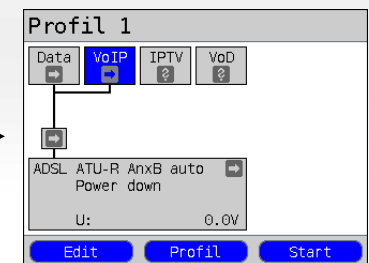 Profil 1
Data VoIP IPTV VoD
? ?
ADSL ATU-R AnxB auto
Power down
U: 0.0V
Edit Profil Start